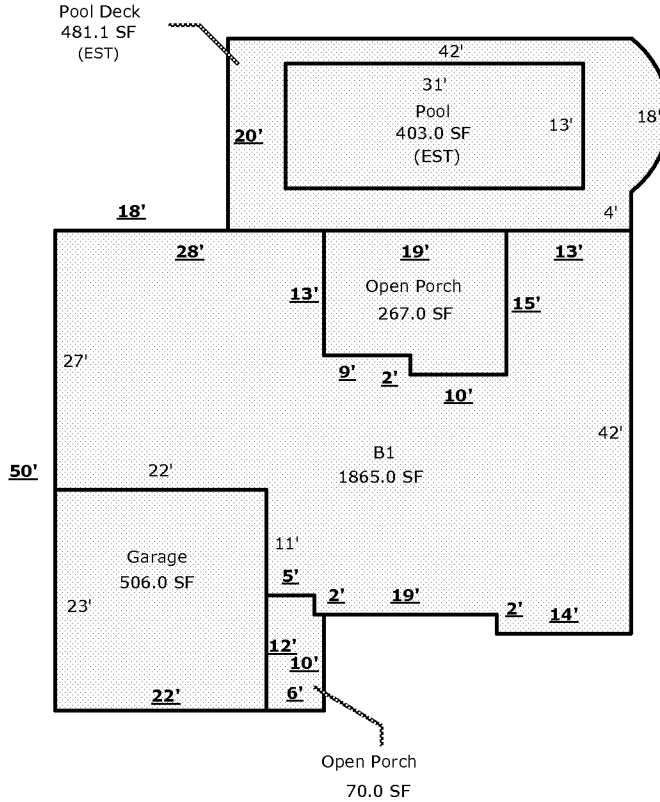 Pool Deck
481.1 SF
(EST)
42'
31'
Pool
403.0 SF
(EST)
13'
18'
20'
4'
18'
28'
19'
13'
13'
Open Porch
267.0 SF
15'
9'
2'
10'
27'
42'
B1
1865.0 SF
50'
22'
11'
Garage
506.0 SF
5'
2'
19'
2'
14'
23'
12'
10'
22'
6'
Open Porch
70.0 SF